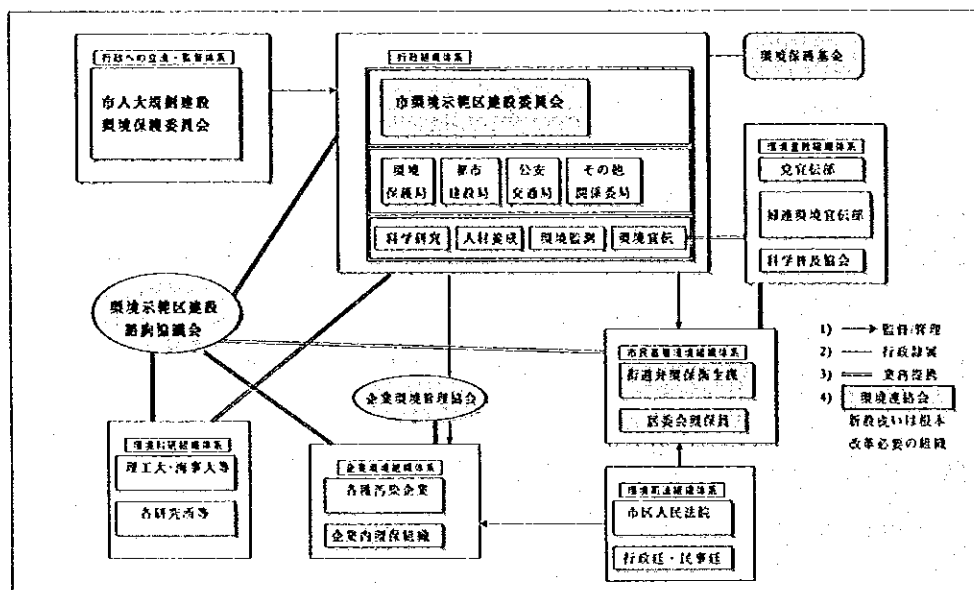 行政への立法・監督体系
市人大環境建設
環境保護委員会
行政組織体系
市環境示範区建設委員会
環境
保護局
都市
建設局
公安
交通局
その他
関係委局
科学研究
人材養成
環境監測
環境宣伝
環境保護基金
環境宣教組織体系
党宣伝部
婦連環境宣伝部
科学普及協会
環境示範区建設
諮詢協議会
企業環境管理協会
市民基層環境組織体系
街道弁環保衛生科
居委会環保員
1) 監督/管理
2) 行政隷属
3) 業務提携
4) 環境連絡会
新設或いは根本
改革必要の組織
環境科研組織体系
理工大・海事大等
各研究所等
企業環境組織体系
各種汚染企業
企業内環保組織
環境司法組織体系
市区人民法院
行政廷・民事廷